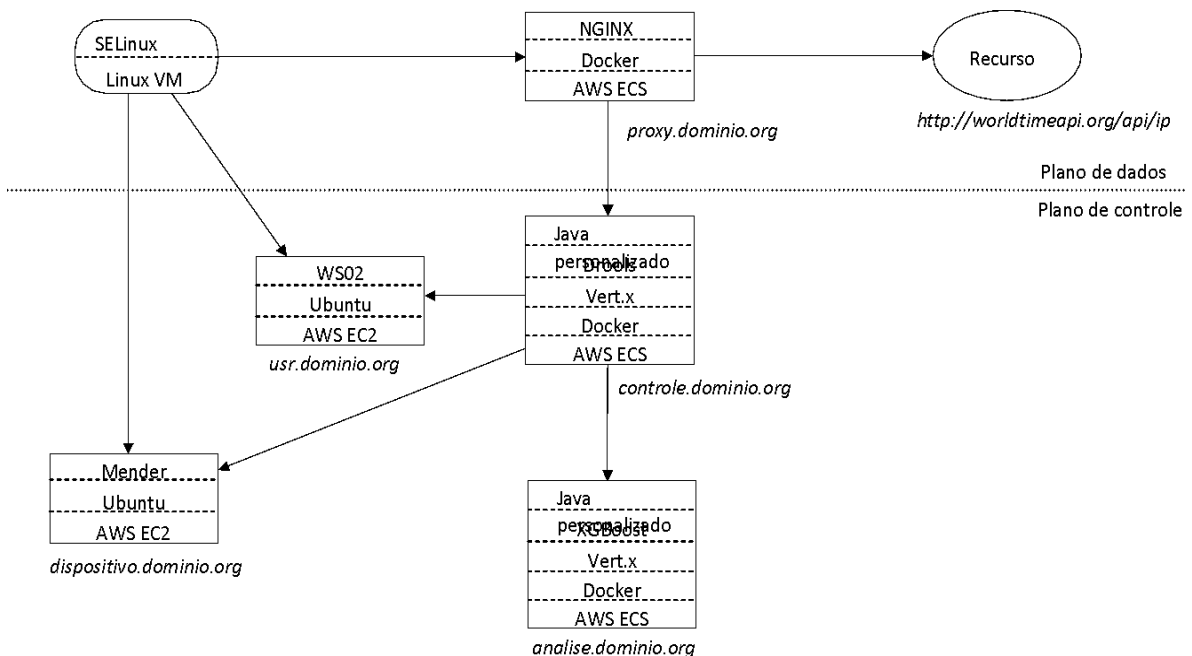 SELinux
Linux VM
NGINX
Docker
AWS ECS
proxy.dominio.org
Recurso
http://worldtimeapi.org/api/ip
Plano de dados
Plano de controle
WS02
Ubuntu
AWS EC2
usr.dominio.org
Java
personalizado
Drools
Vert.x
Docker
AWS ECS
controle.dominio.org
Mender
Ubuntu
AWS EC2
dispositivo.dominio.org
Java
personalizado
XGBoost
Vert.x
Docker
AWS ECS
analise.dominio.org